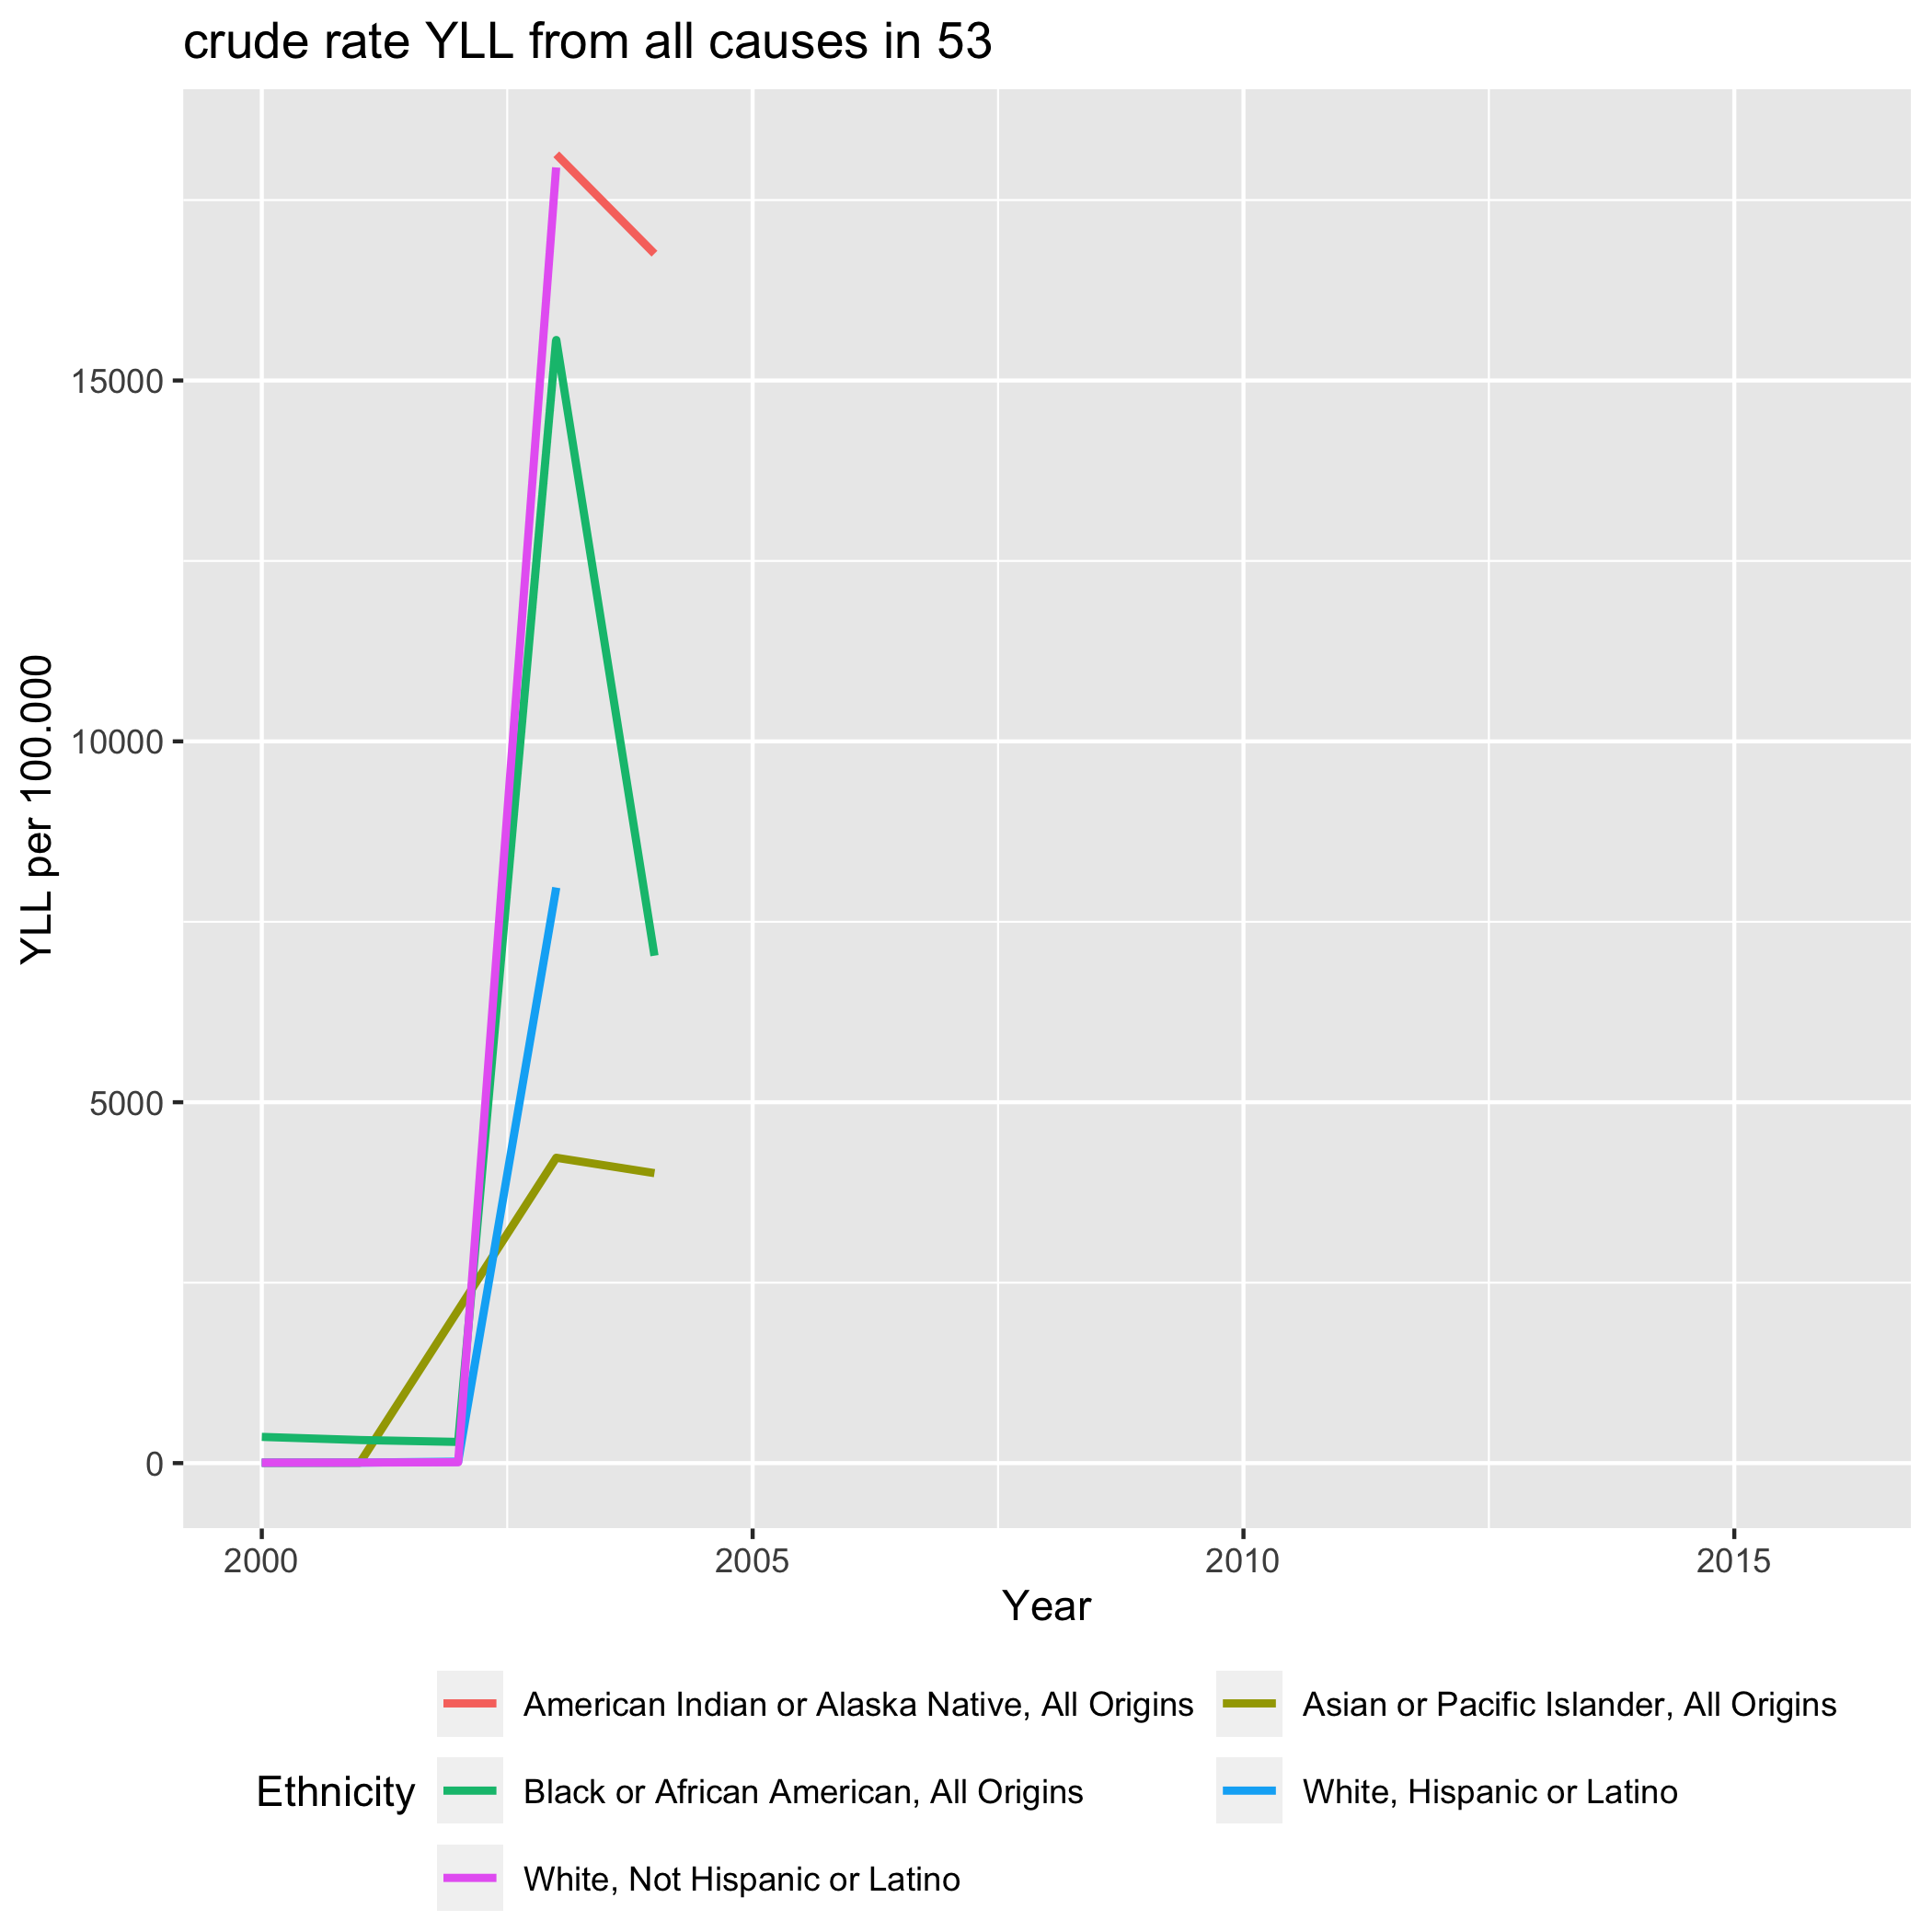 crude rate YLL from all causes in 53
YLL per 100.000
15000
10000
5000
0
2000 2005 2010 2015
Year
Ethnicity
American Indian or Alaska Native, All Origins
Asian or Pacific Islander, All Origins
Black or African American, All Origins
White, Hispanic or Latino
White, Not Hispanic or Latino